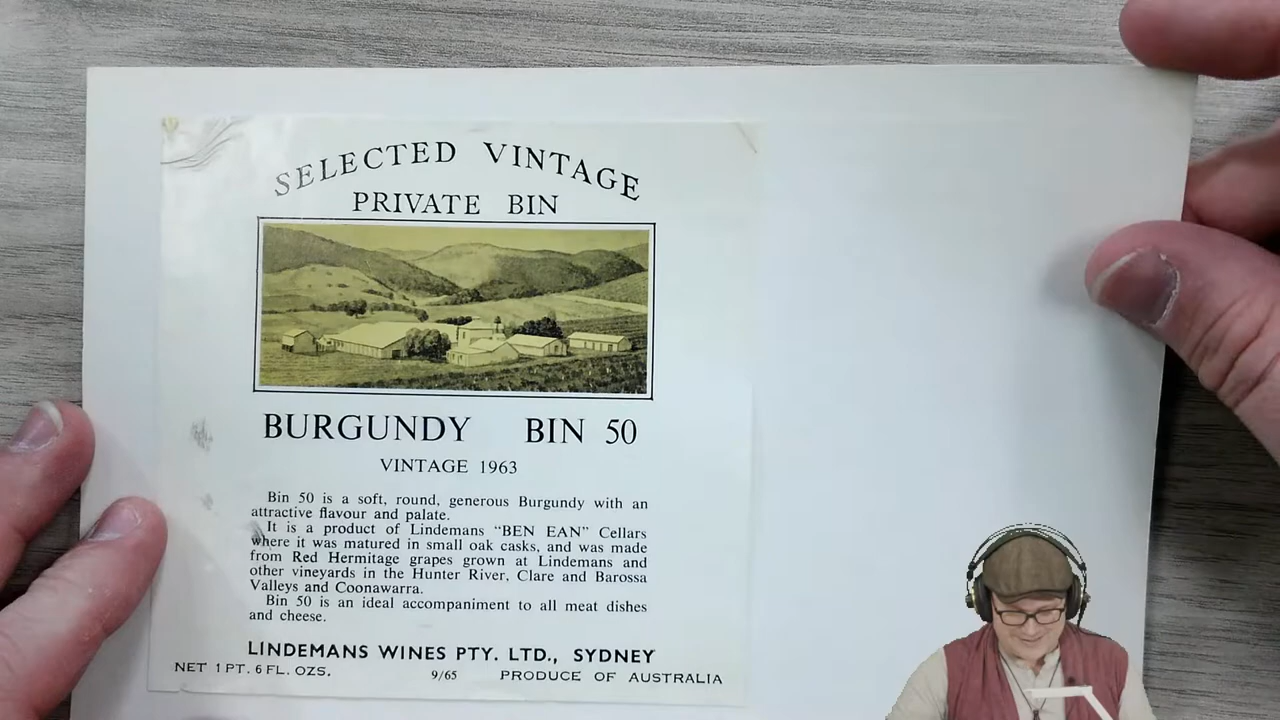 SELECTED VINTAGE
PRIVATE BIN
BURGUNDY BIN 50
VINTAGE 1963
Bin 50 is a soft, round, generous Burgundy with an
attractive flavour and palate.
It is a product of Lindemans "BEN EAN" Cellars
where it was matured in small oak casks, and was made
from Red Hermitage grapes grown at Lindemans and
other vineyards in the Hunter River, Clare and Barossa
Valleys and Coonawarra.
Bin 50 is an ideal accompaniment to all meat dishes
and cheese.
LINDEMANS WINES PTY. LTD., SYDNEY
NET 1 PT. 6 FL. OZS. 9/65 PRODUCE OF AUSTRALIA